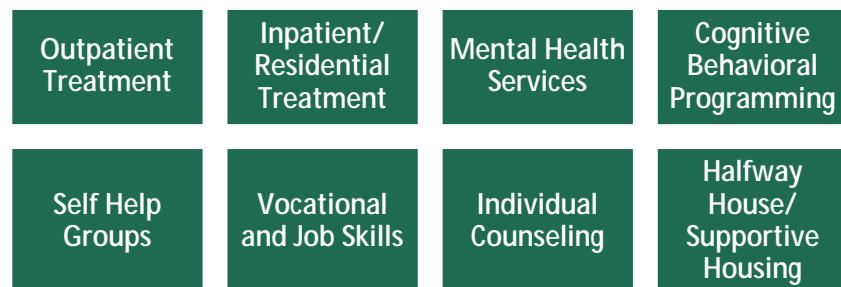 Outpatient
Treatment
Inpatient/
Residential
Treatment
Mental Health
Services
Cognitive
Behavioral
Programming
Self Help
Groups
Vocational
and Job Skills
Individual
Counseling
Halfway
House/
Supportive
Housing